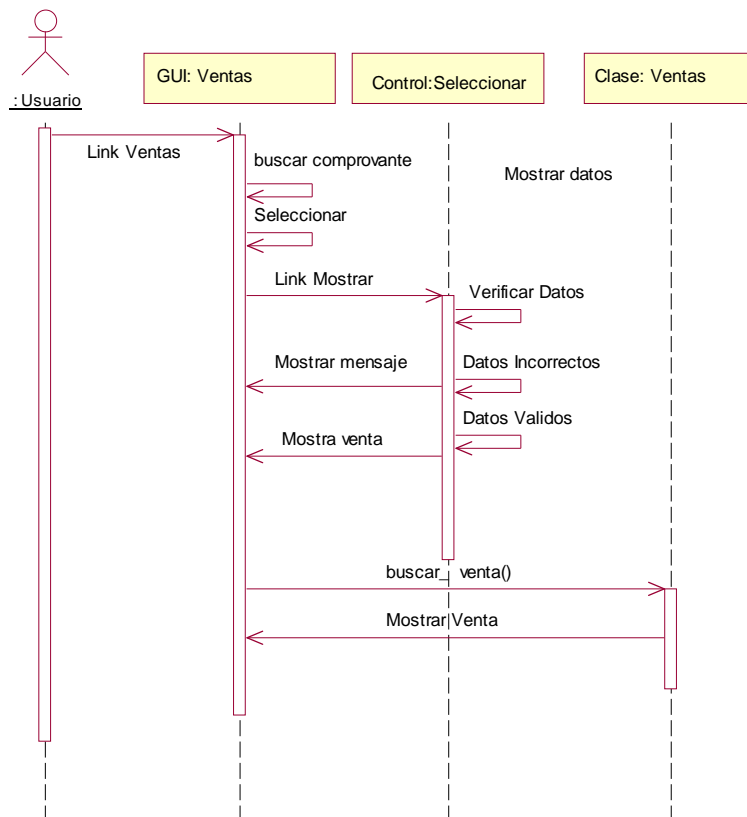 : Usuario
GUI: Ventas
Control:Seleccionar
Clase: Ventas
Link Ventas
buscar comprovante
Mostrar datos
Seleccionar
Link Mostrar
Verificar Datos
Mostrar mensaje
Datos Incorrectos
Datos Validos
Mostra venta
buscar_ venta()
Mostrar Venta